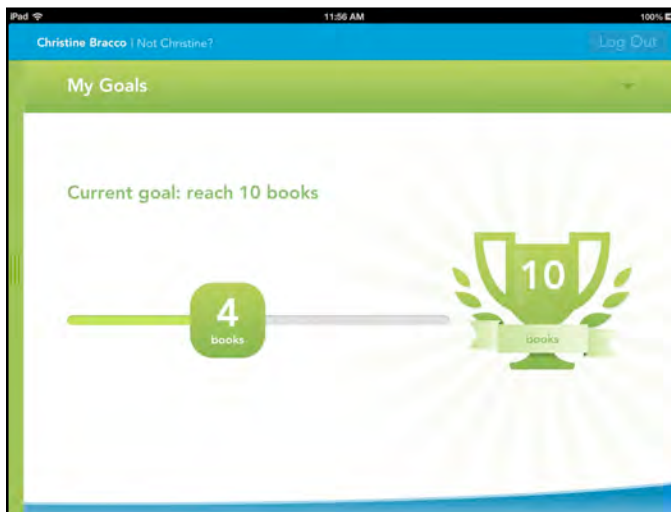 iPad 11:56 AM 100%
Christine Bracco | Not Christine? Log Out
My Goals
Current goal: reach 10 books
10
4
books
books